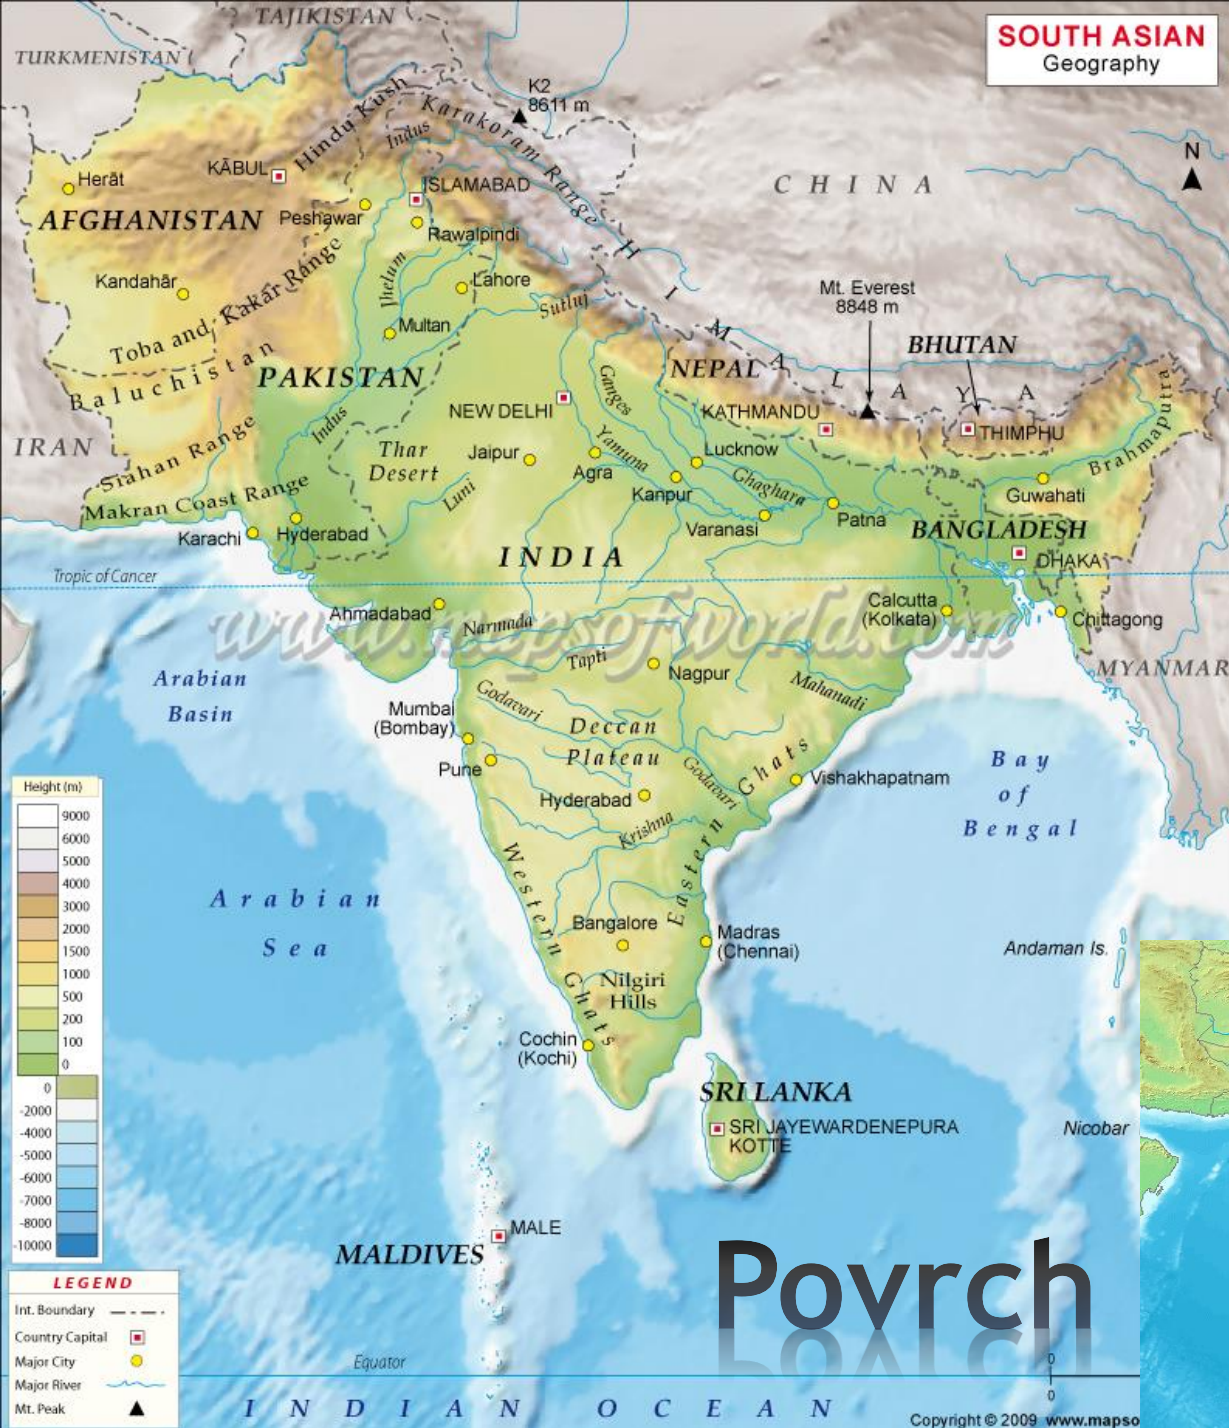 SOUTH ASIAN
Geography
TAJIKISTAN
TURKMENISTAN
K2
8611 m
Hindu Kush
Karakoram Range
Indus
N
KĀBUL
Herāt
ISLAMABAD
CHINA
AFGHANISTAN
Peshawar
Rawalpindi
HIMALAYA
Kandahār
Jhelum
Lahore
Sutluj
Mt. Everest
8848 m
Toba and Kakar Range
Multan
BHUTAN
Baluchistan
PAKISTAN
NEPAL
Ganges
Brahmaputra
NEW DELHI
KATHMANDU
THIMPHU
IRAN
Indus
Siahan Range
Thar
Desert
Jaipur
Agra
Yamuna
Lucknow
Kanpur
Ghaghara
Makran Coast Range
Luni
Guwahati
Karachi
Hyderabad
Varanasi
Patna
BANGLADESH
INDIA
DHAKA
Tropic of Cancer
www.mapsofworld.com
Ahmadabad
Narmada
Calcutta
(Kolkata)
Chittagong
Tapti
Nagpur
MYANMAR
Arabian
Basin
Godavari
Mahanadi
Mumbai
(Bombay)
Deccan
Plateau
Pune
Godavari
Eastern Ghats
Vishakhapatnam
Bay
of
Bengal
Hyderabad
Krishna
Western Ghats
Arabian
Sea
Bangalore
Madras
(Chennai)
Andaman Is.
Nilgiri
Hills
Cochin
(Kochi)
SRI LANKA
SRI JAYEWARDENEPURA
KOTTE
Nicobar
MALE
MALDIVES
Povrch
Height (m)
9000
6000
5000
4000
3000
2000
1500
1000
500
200
100
0
0
-2000
-4000
-5000
-6000
-7000
-8000
-10000
LEGEND
Int. Boundary
Country Capital
Major City
Major River
Mt. Peak
Equator
0
0
INDIAN OCEAN
Copyright © 2009 www.mapso